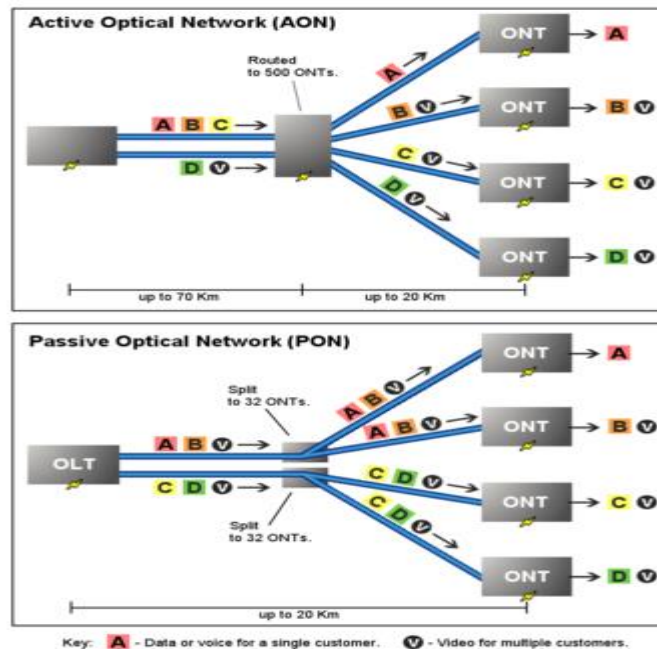 Active Optical Network (AON)
Routed
to 500 ONTs.
A B C
D V
A
B V
C V
D V
ONT A
ONT B V
ONT C V
ONT D V
up to 70 Km up to 20 Km
Passive Optical Network (PON)
Split
to 32 ONTs.
OLT
A B V
C D V
A B V
A B V
C D V
C D V
Split
to 32 ONTs.
ONT A
ONT B V
ONT C V
ONT D V
up to 20 Km
Key: A - Data or voice for a single customer. V - Video for multiple customers.